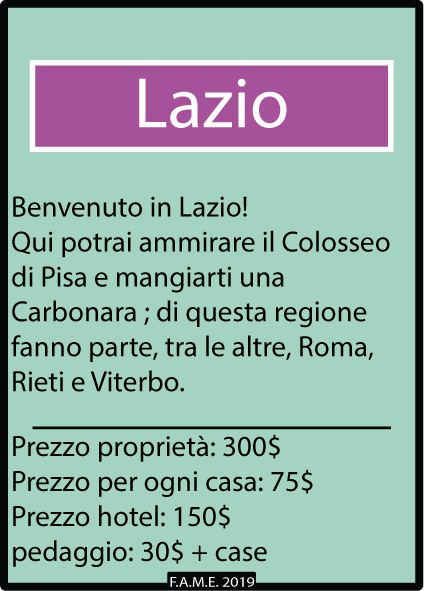 Lazio
Benvenuto in Lazio!
Qui potrai ammirare il Colosseo
di Pisa e mangiarti una
Carbonara ; di questa regione
fanno parte, tra le altre, Roma,
Rieti e Viterbo.
Prezzo proprietà: 300$
Prezzo per ogni casa: 75$
Prezzo hotel: 150$
pedaggio: 30$ + case
F.A.M.E. 2019